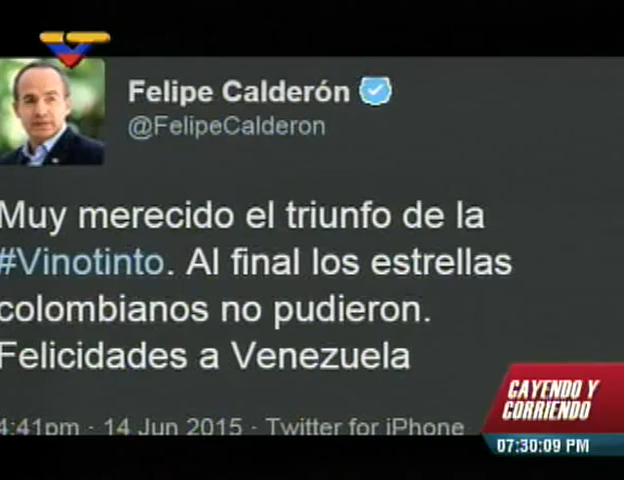 Felipe Calderón
@FelipeCalderon
Muy merecido el triunfo de la
#Vinotinto. Al final los estrellas
colombianos no pudieron.
Felicidades a Venezuela
4:41pm · 14 Jun 2015 · Twitter for iPhone
CAYENDO Y
CORRIENDO
07:30:09 PM